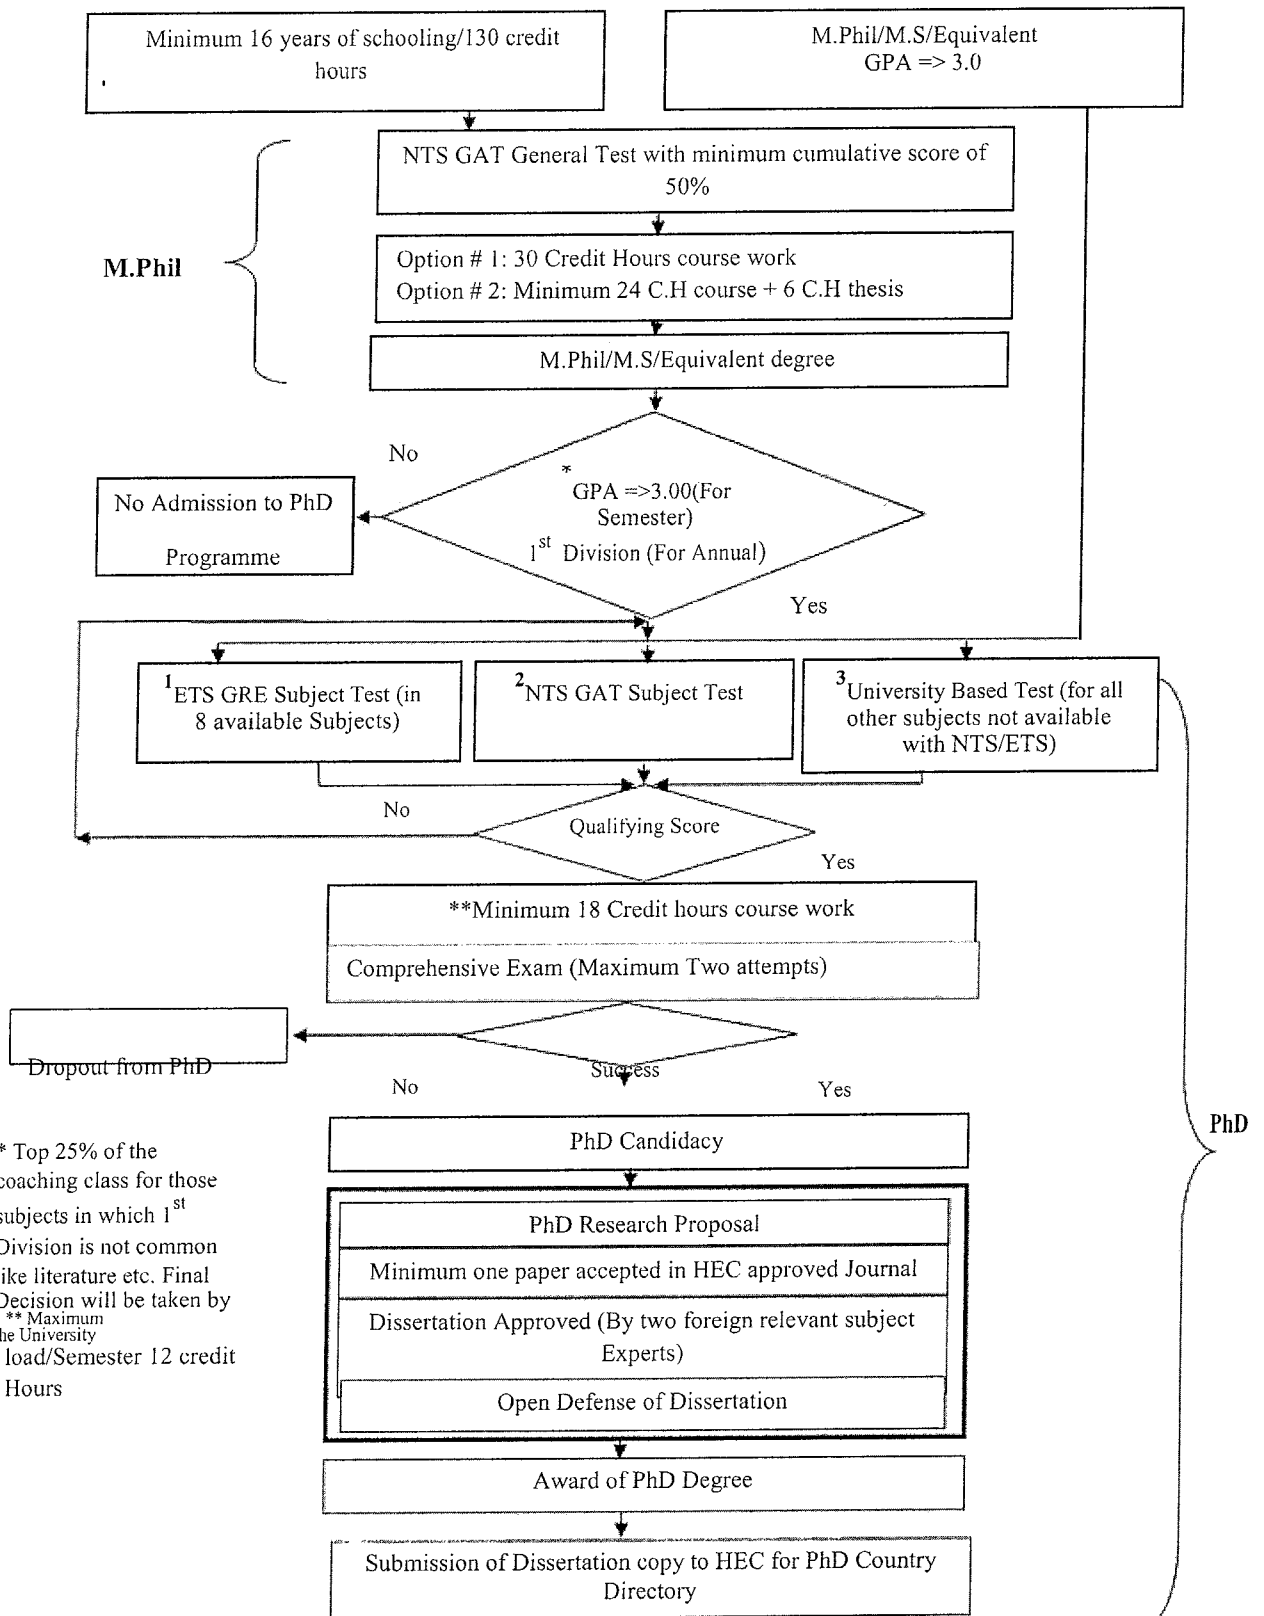 Minimum 16 years of schooling/130 credit
hours
M.Phil/M.S/Equivalent
GPA => 3.0
NTS GAT General Test with minimum cumulative score of
50%
M.Phil
Option # 1: 30 Credit Hours course work
Option # 2: Minimum 24 C.H course + 6 C.H thesis
M.Phil/M.S/Equivalent degree
No
*
GPA =>3.00(For
Semester)
1st Division (For Annual)
No Admission to PhD
Programme
Yes
1ETS GRE Subject Test (in
8 available Subjects)
2NTS GAT Subject Test
3University Based Test (for all
other subjects not available
with NTS/ETS)
No
Qualifying Score
Yes
**Minimum 18 Credit hours course work
Comprehensive Exam (Maximum Two attempts)
Dropout from PhD
Success
No
Yes
PhD Candidacy
PhD
* Top 25% of the
coaching class for those
subjects in which 1st
Division is not common
like literature etc. Final
Decision will be taken by
** Maximum
he University
load/Semester 12 credit
Hours
PhD Research Proposal
Minimum one paper accepted in HEC approved Journal
Dissertation Approved (By two foreign relevant subject
Experts)
Open Defense of Dissertation
Award of PhD Degree
Submission of Dissertation copy to HEC for PhD Country
Directory